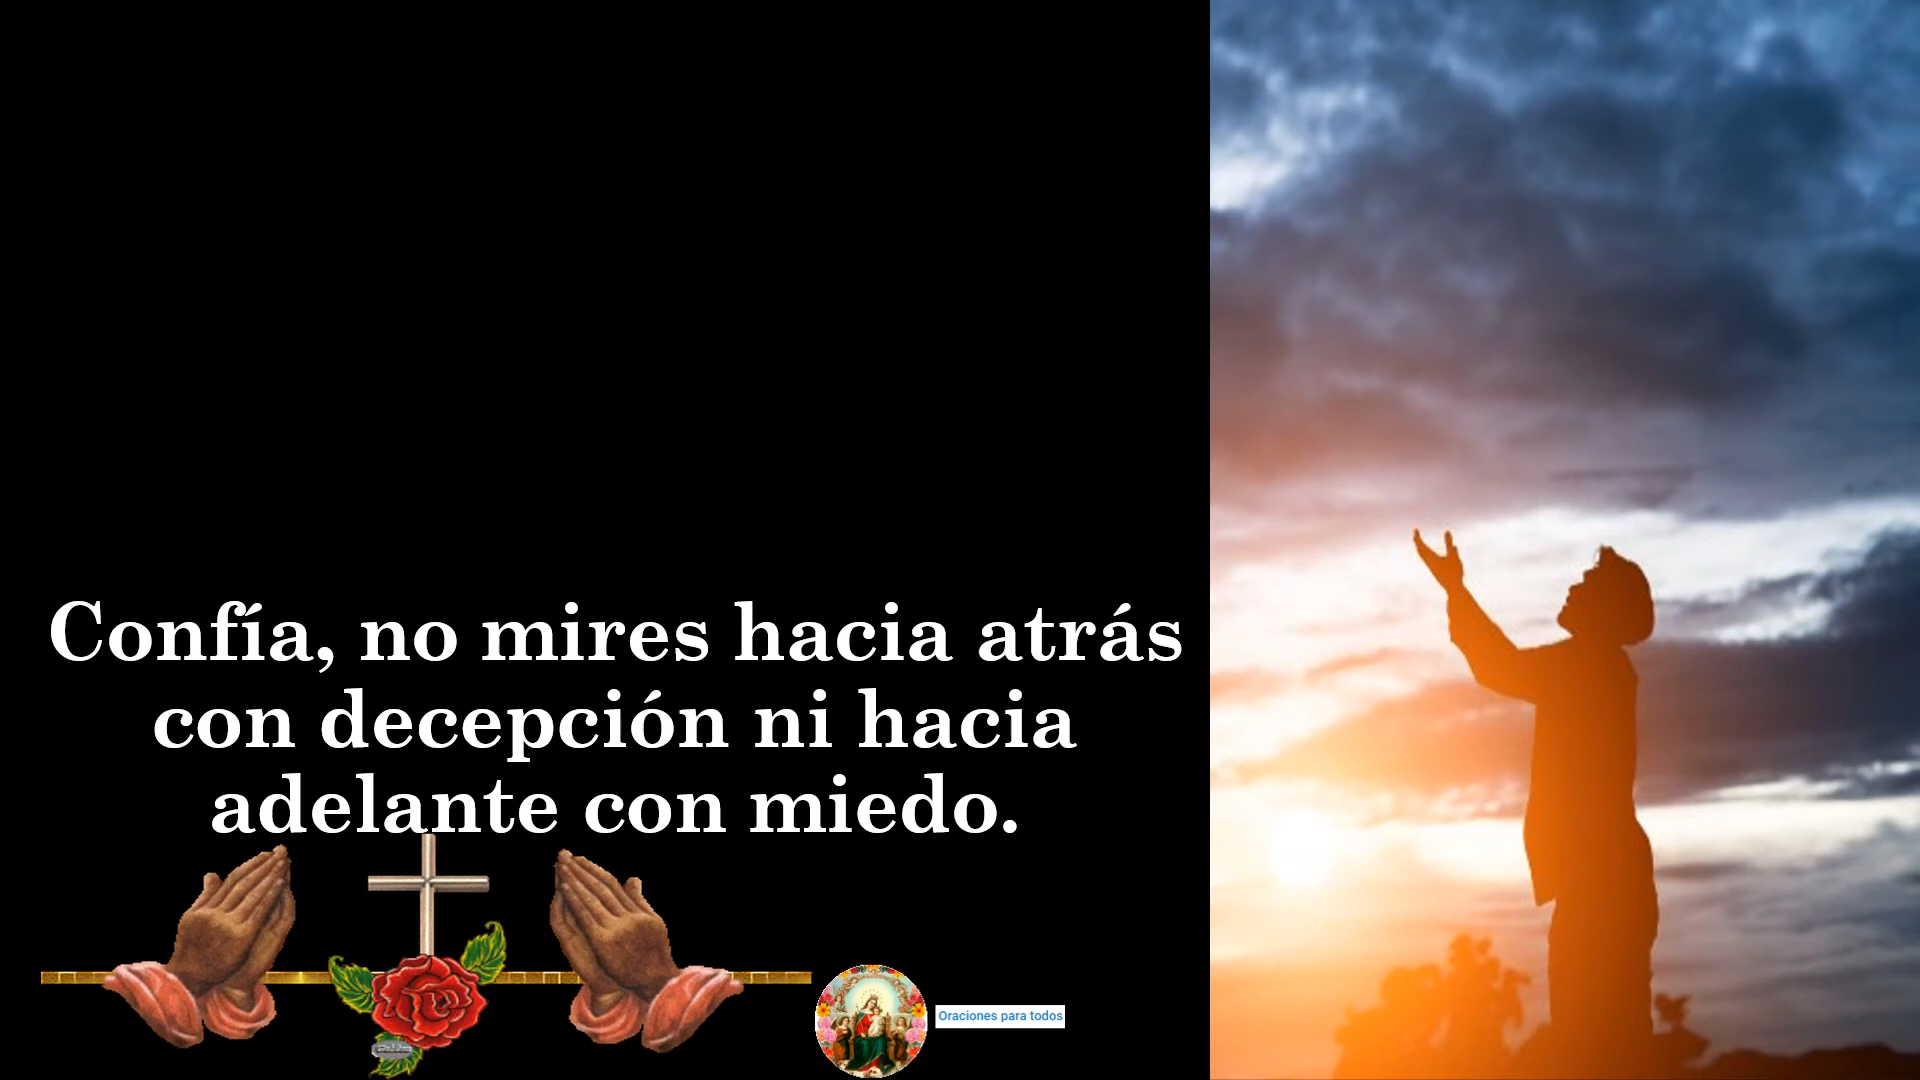 Confía, no mires hacia atrás
con decepción ni hacia
adelante con miedo.
Oraciones para todos